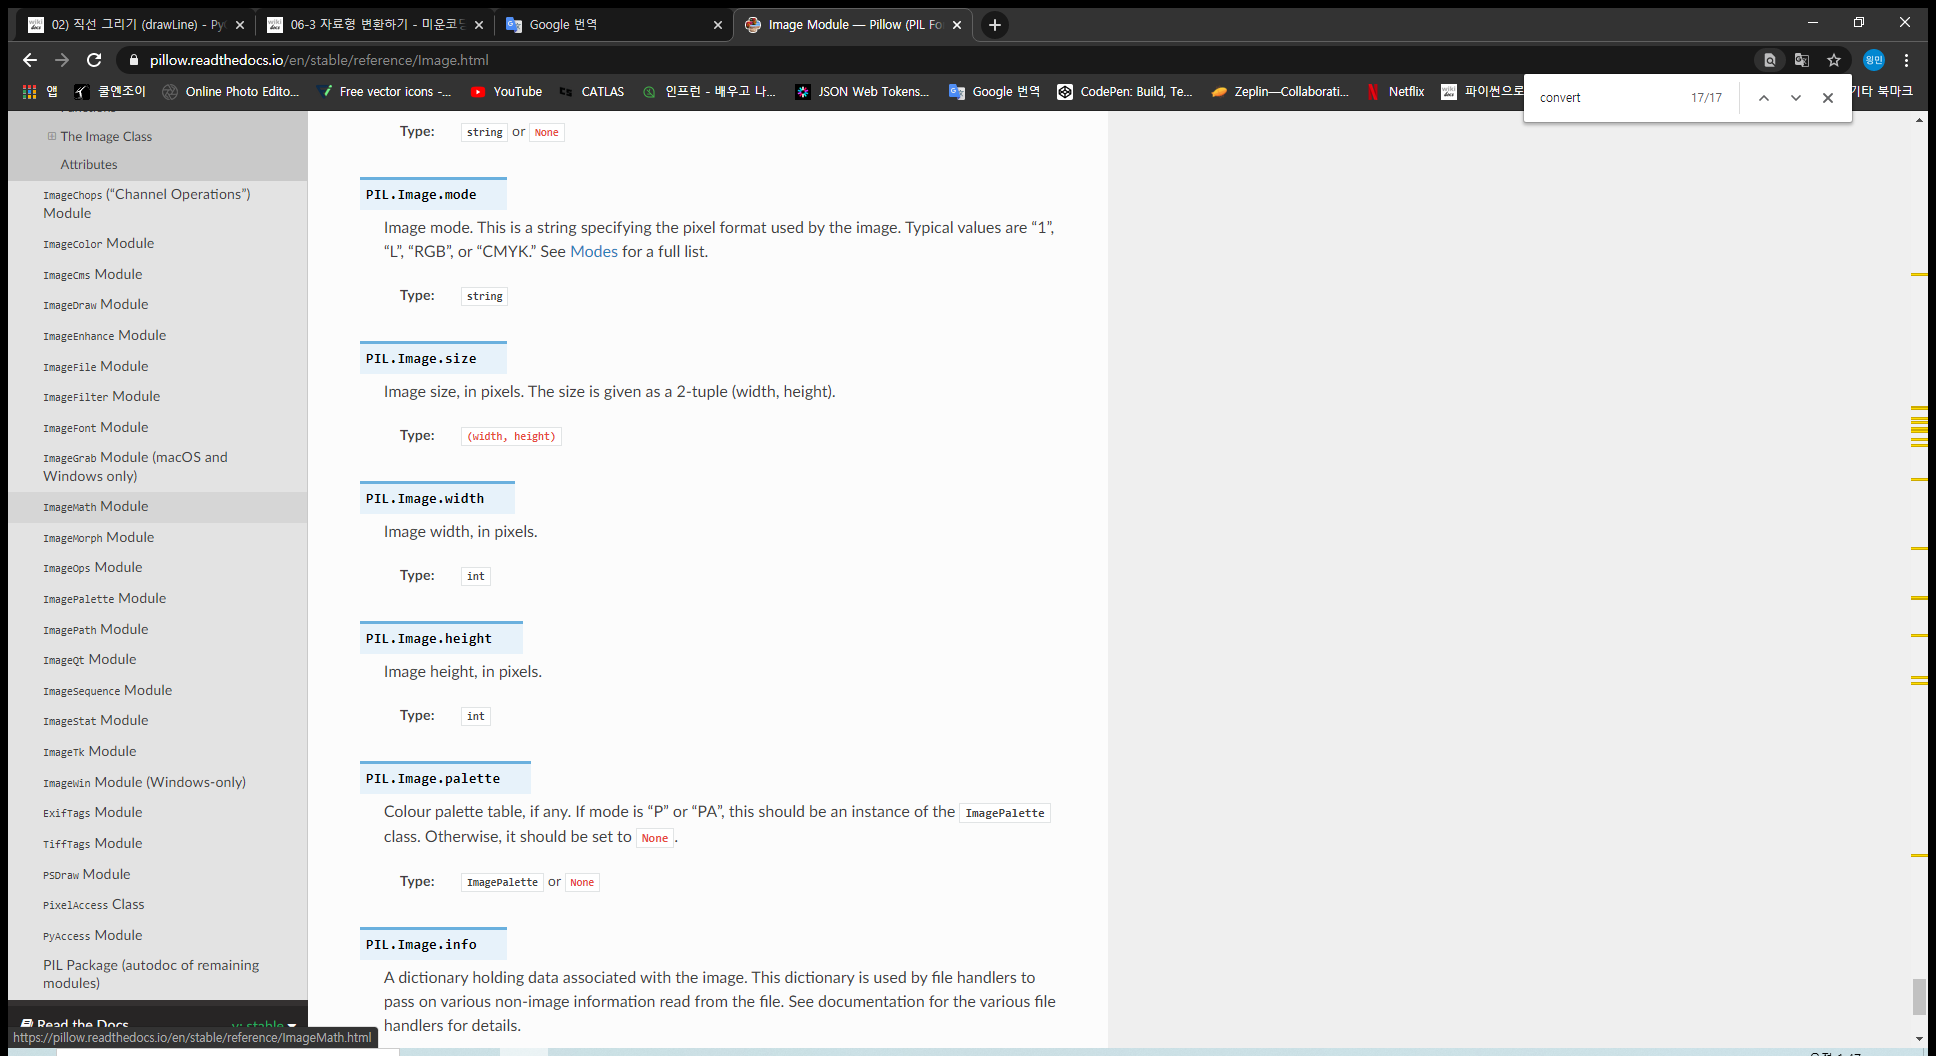 02) 직선 그리기 (drawLine) - Py
06-3 자료형 변환하기 - 미운코딩
Google 번역
Image Module — Pillow (PIL Fo
pillow.readthedocs.io/en/stable/reference/Image.html
원민
앱
쿨엔조이
Online Photo Edito...
Free vector icons -...
YouTube
CATLAS
인프런 - 배우고 나...
JSON Web Tokens...
Google 번역
CodePen: Build, Te...
Zeplin—Collaborati...
Netflix
파이썬으로
기타 북마크
convert
17/17
Functions
The Image Class
Attributes
ImageChops (“Channel Operations”)
Module
ImageColor Module
ImageCms Module
ImageDraw Module
ImageEnhance Module
ImageFile Module
ImageFilter Module
ImageFont Module
ImageGrab Module (macOS and
Windows only)
ImageMath Module
ImageMorph Module
ImageOps Module
ImagePalette Module
ImagePath Module
ImageQt Module
ImageSequence Module
ImageStat Module
ImageTk Module
ImageWin Module (Windows-only)
ExifTags Module
TiffTags Module
PSDraw Module
PixelAccess Class
PyAccess Module
PIL Package (autodoc of remaining
modules)
Read the Docs
v: stable
https://pillow.readthedocs.io/en/stable/reference/ImageMath.html
Type: string or None
PIL.Image.mode
Image mode. This is a string specifying the pixel format used by the image. Typical values are “1”,
“L”, “RGB”, or “CMYK.” See Modes for a full list.
Type: string
PIL.Image.size
Image size, in pixels. The size is given as a 2-tuple (width, height).
Type: (width, height)
PIL.Image.width
Image width, in pixels.
Type: int
PIL.Image.height
Image height, in pixels.
Type: int
PIL.Image.palette
Colour palette table, if any. If mode is “P” or “PA”, this should be an instance of the ImagePalette
class. Otherwise, it should be set to None.
Type: ImagePalette or None
PIL.Image.info
A dictionary holding data associated with the image. This dictionary is used by file handlers to
pass on various non-image information read from the file. See documentation for the various file
handlers for details.